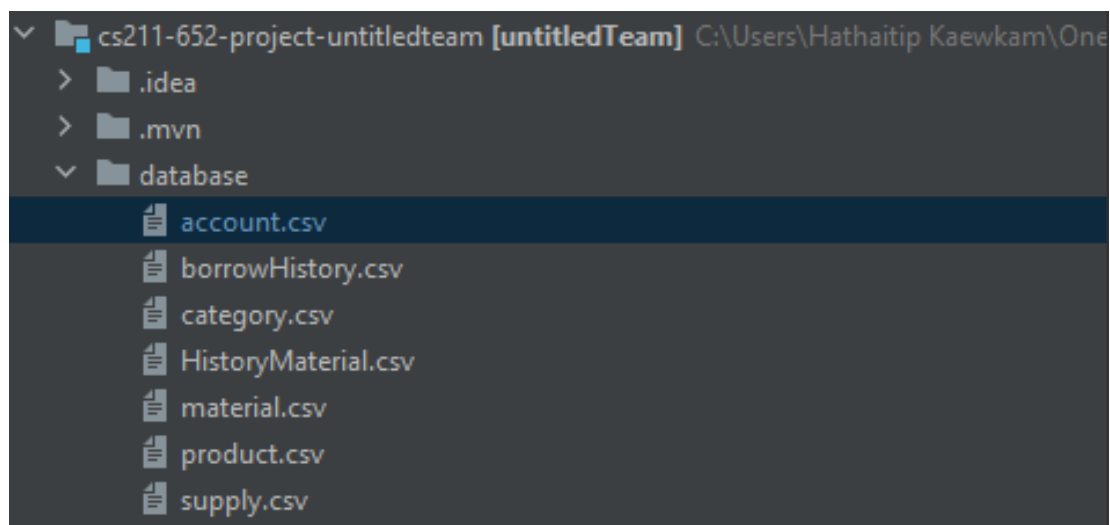 cs211-652-project-untitledteam [untitledTeam] C:\Users\Hathaitip Kaewkam\One
.idea
.mvn
database
account.csv
borrowHistory.csv
category.csv
HistoryMaterial.csv
material.csv
product.csv
supply.csv